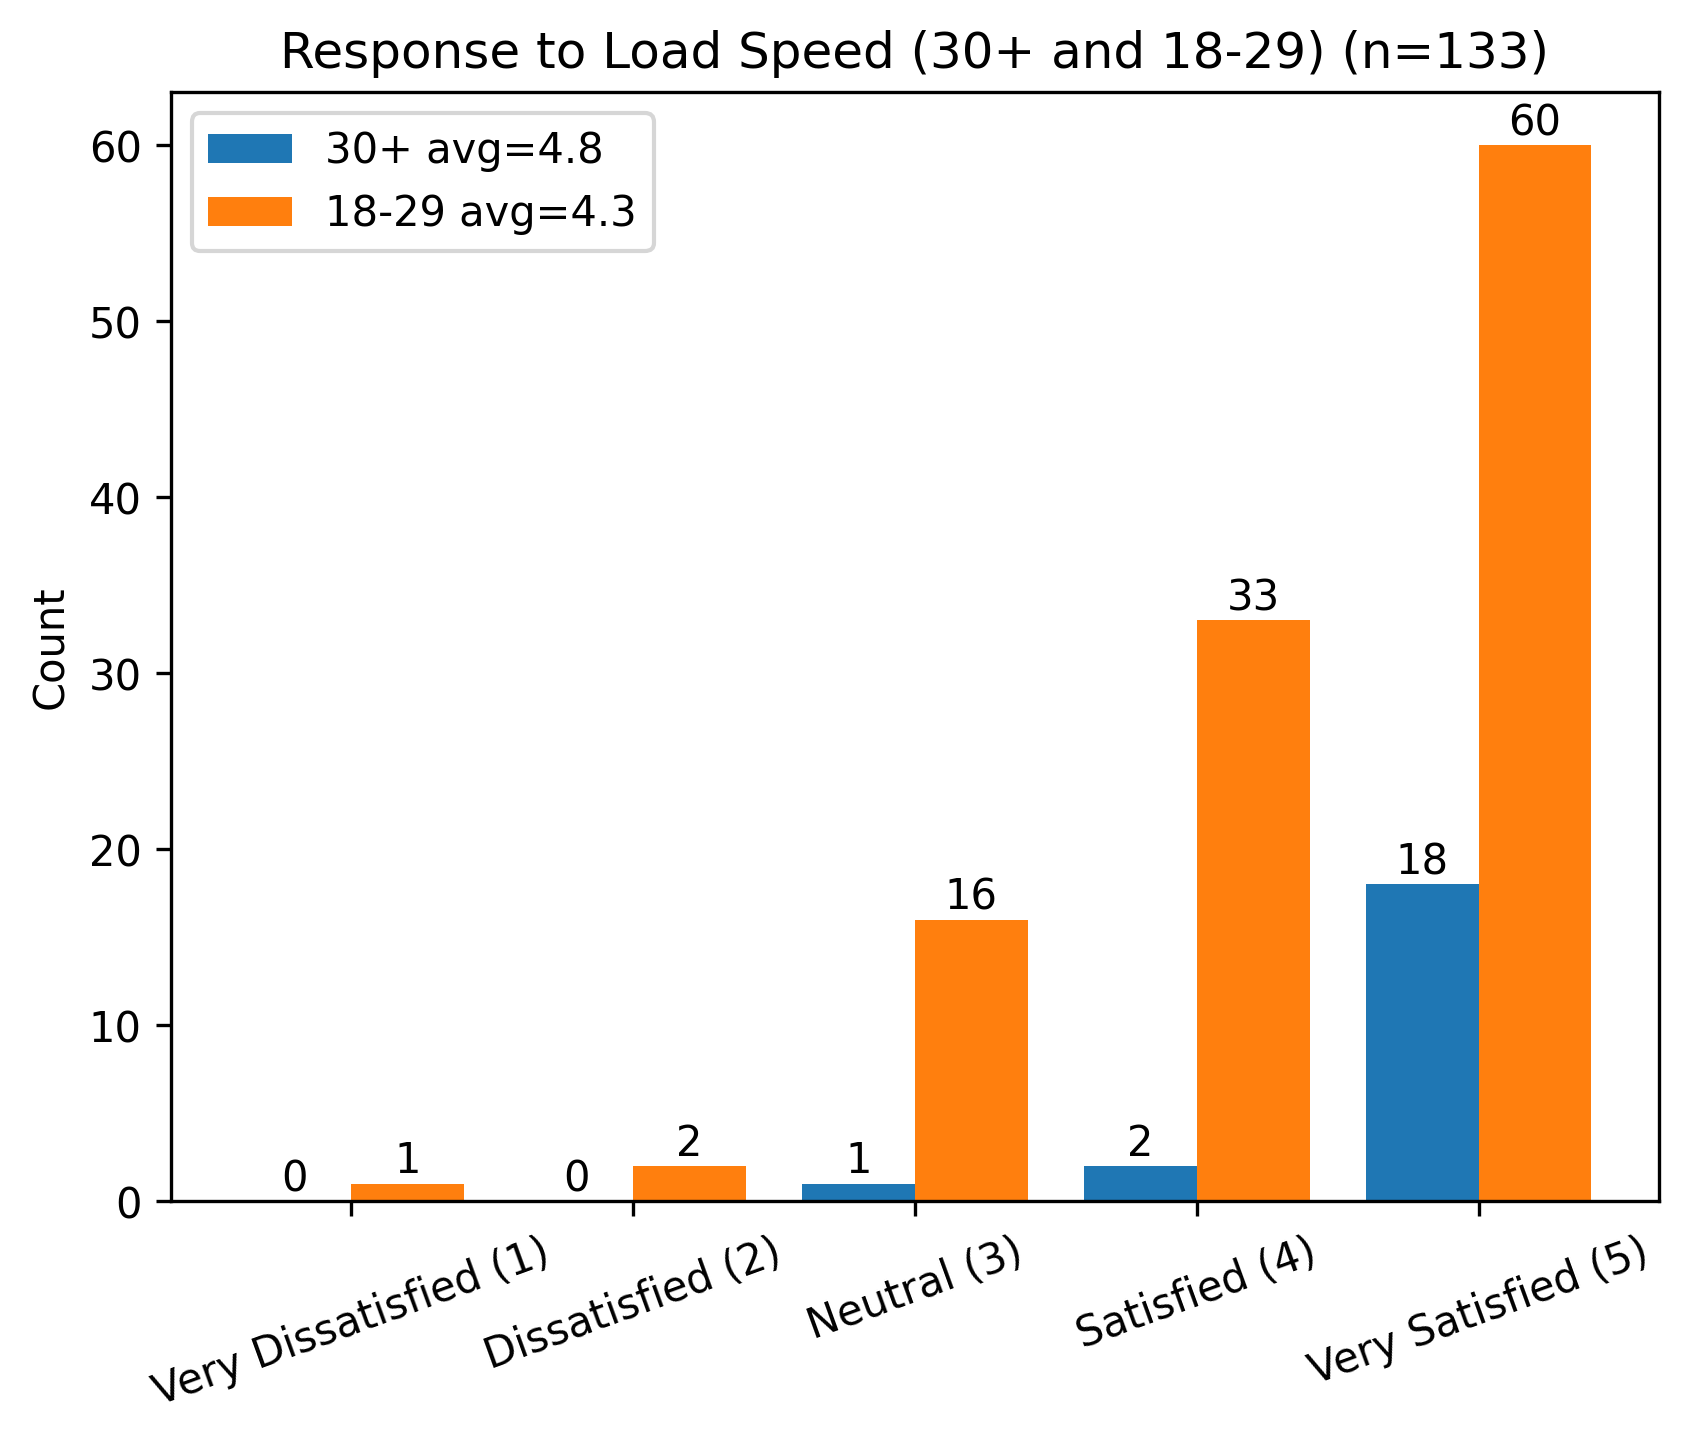 Response to Load Speed (30+ and 18-29) (n=133)
30+ avg=4.8
18-29 avg=4.3
Count
60
50
40
30
20
10
0
0
1
0
2
1
16
2
33
18
60
Very Dissatisfied (1)
Dissatisfied (2)
Neutral (3)
Satisfied (4)
Very Satisfied (5)